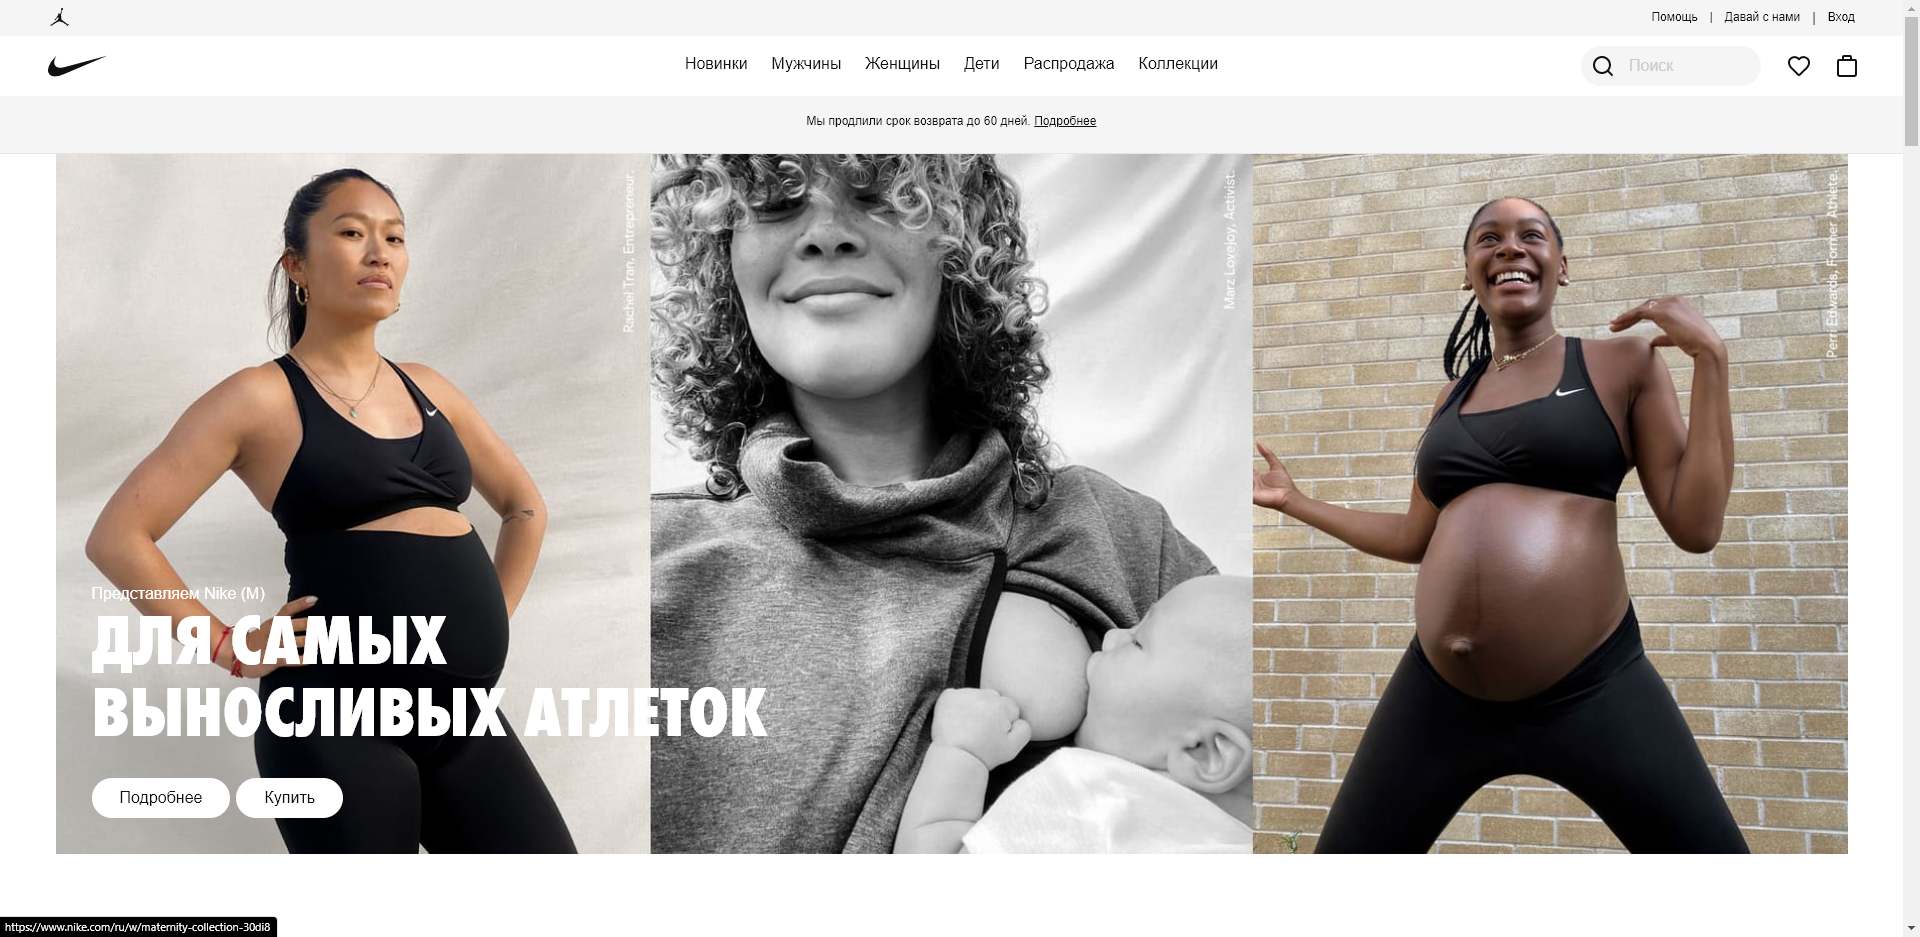 Помощь | Давай с нами | Вход
Новинки Мужчины Женщины Дети Распродажа Коллекции
Поиск
Мы продлили срок возврата до 60 дней. Подробнее
Rachel Tran, Entrepreneur.
Marz Lovejoy, Activist.
Perri Edwards, Former Athlete.
Представляем Nike (M)
ДЛЯ САМЫХ
ВЫНОСЛИВЫХ АТЛЕТОК
Подробнее Купить
https://www.nike.com/ru/w/maternity-collection-30di8